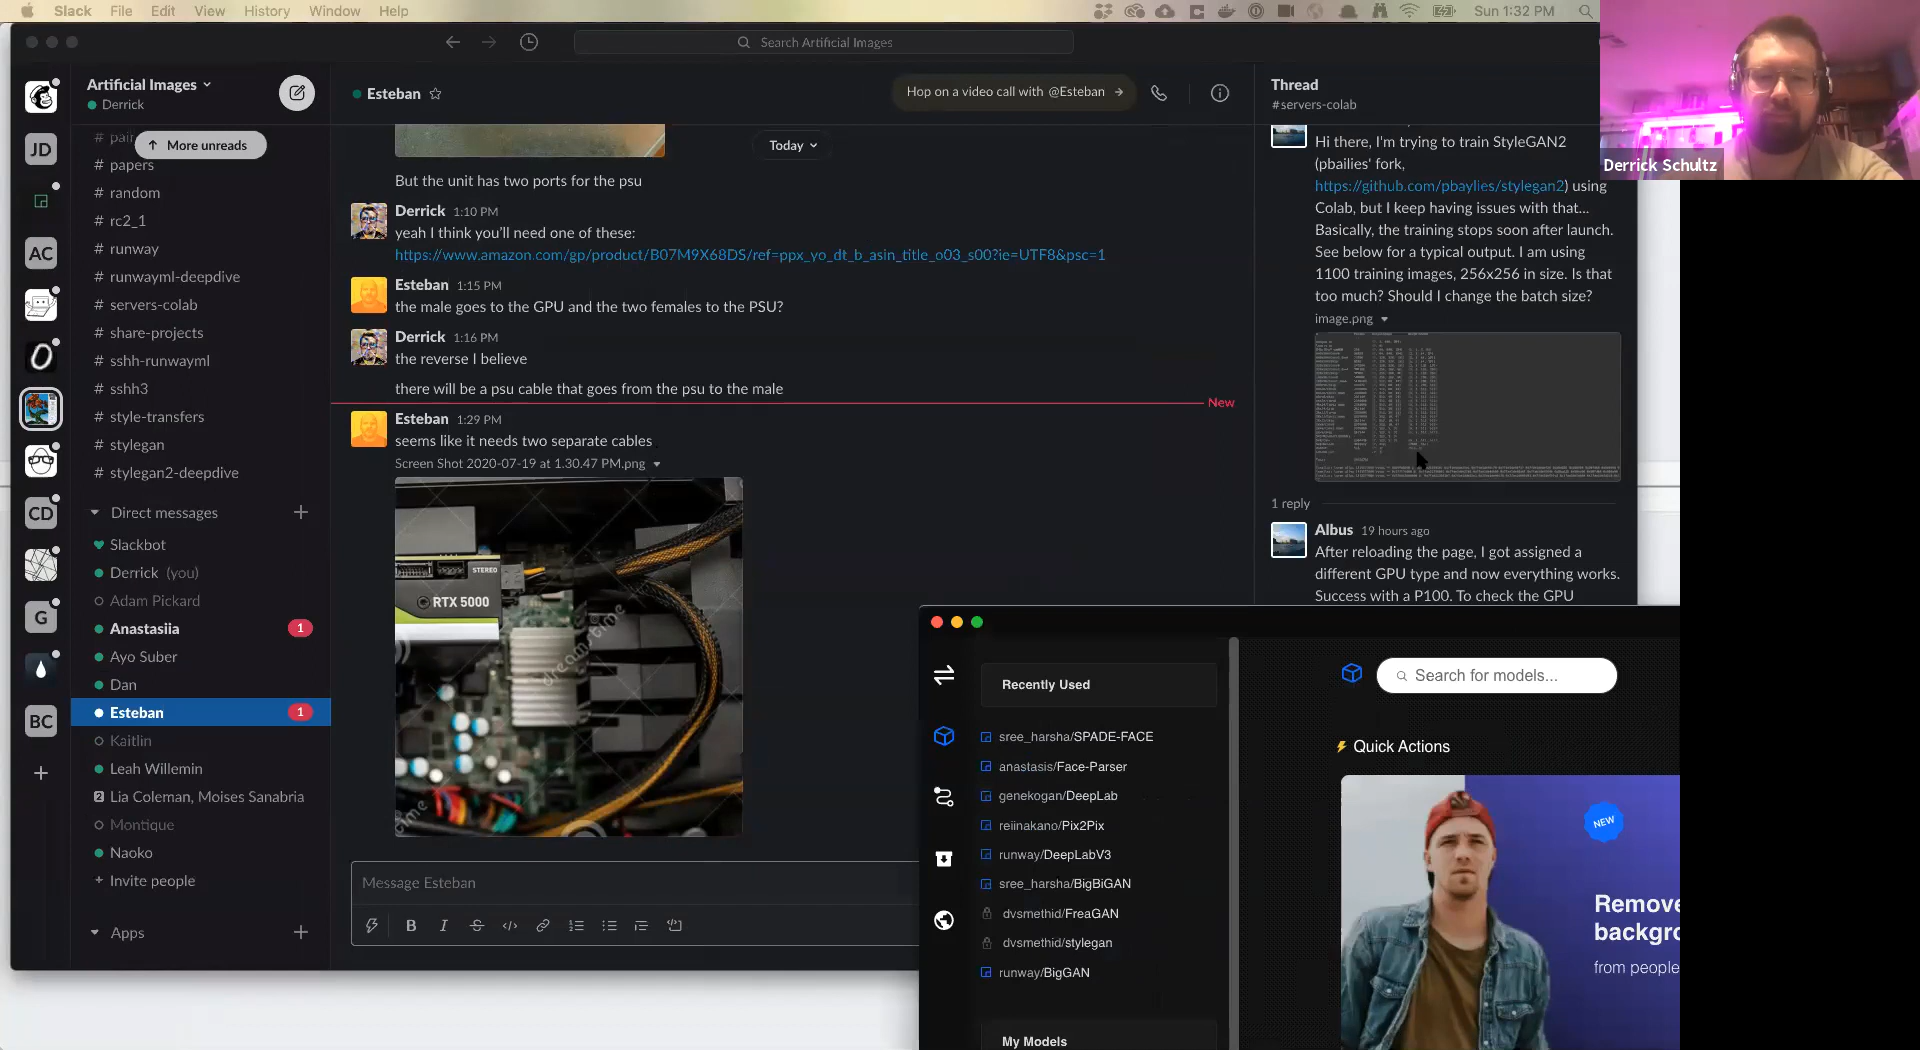 Slack File Edit View History Window Help
Sun 1:32 PM
Search Artificial Images
Artificial Images
Derrick
More unreads
# papers
# random
# rc2_1
# runway
# runwayml-deepdive
# servers-colab
# share-projects
# sshh-runwayml
# sshh3
# style-transfers
# stylegan
# stylegan2-deepdive
Direct messages
Slackbot
Derrick (you)
Adam Pickard
Anastasiia 1
Ayo Suber
Dan
Esteban 1
Kaitlin
Leah Willemin
2 Lia Coleman, Moises Sanabria
Montique
Naoko
+ Invite people
Apps
JD
AC
CD
G
BC
Esteban
Hop on a video call with @Esteban →
Today
But the unit has two ports for the psu
Derrick 1:10 PM
yeah I think you'll need one of these:
https://www.amazon.com/gp/product/B07M9X68DS/ref=ppx_yo_dt_b_asin_title_o03_s00?ie=UTF8&psc=1
Esteban 1:15 PM
the male goes to the GPU and the two females to the PSU?
Derrick 1:16 PM
the reverse I believe
there will be a psu cable that goes from the psu to the male
New
Esteban 1:29 PM
seems like it needs two separate cables
Screen Shot 2020-07-19 at 1.30.47 PM.png
STEREO
RTX 5000
dreamstime
Message Esteban
Thread
#servers-colab
Hi there, I'm trying to train StyleGAN2
(pbailies' fork,
https://github.com/pbaylies/stylegan2) using
Colab, but I keep having issues with that...
Basically, the training stops soon after launch.
See below for a typical output. I am using
1100 training images, 256x256 in size. Is that
too much? Should I change the batch size?
image.png
1 reply
Albus 19 hours ago
After reloading the page, I got assigned a
different GPU type and now everything works.
Success with a P100. To check the GPU
Derrick Schultz
Recently Used
sree_harsha/SPADE-FACE
anastasis/Face-Parser
genekogan/DeepLab
reiinakano/Pix2Pix
runway/DeepLabV3
sree_harsha/BigBiGAN
dvsmethid/FreaGAN
dvsmethid/stylegan
runway/BigGAN
My Models
Search for models...
Quick Actions
NEW
Remove
backgro
from people